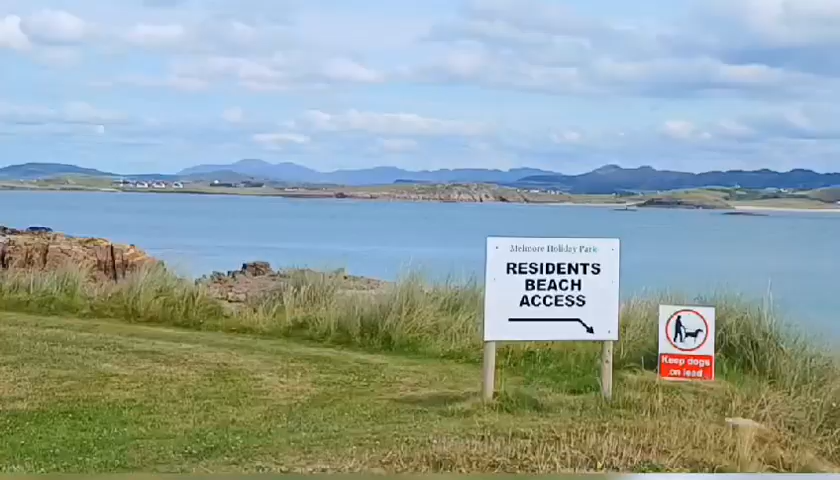 Melmore Holiday Park
RESIDENTS
BEACH
ACCESS
Keep dogs
on lead